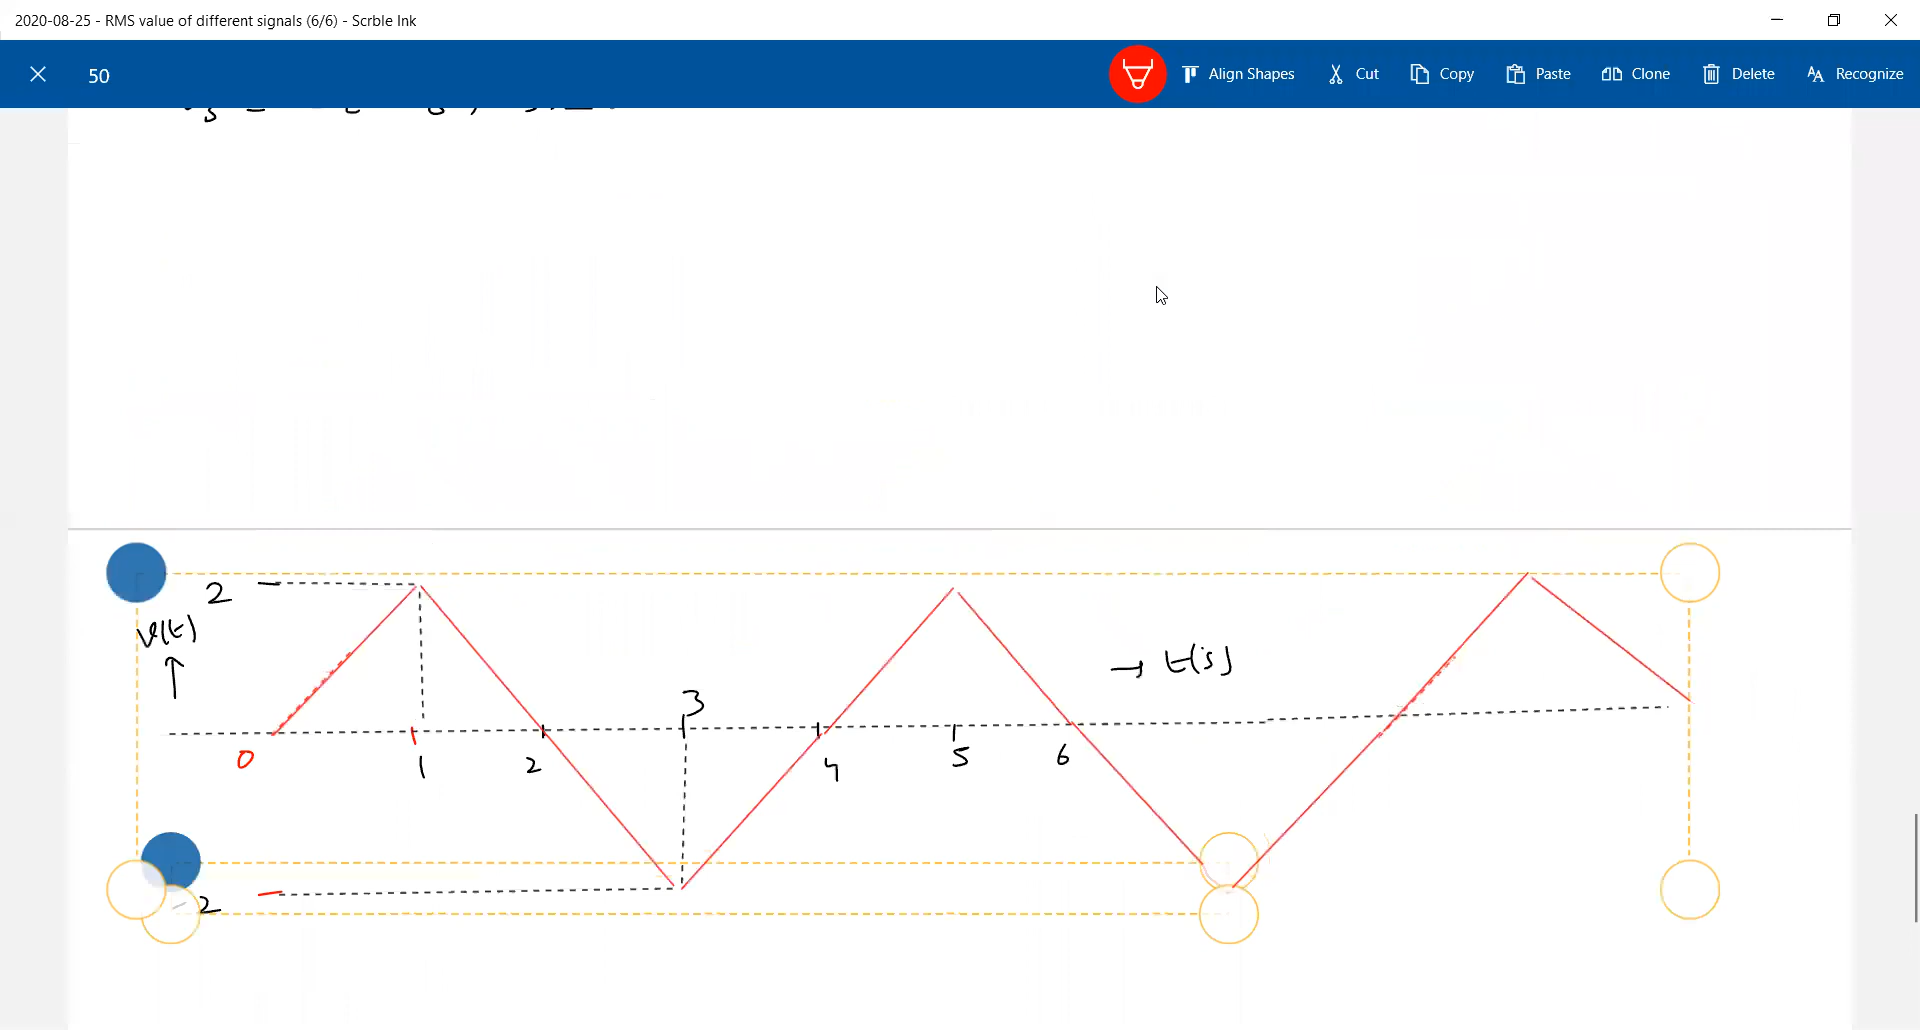 2020-08-25 - RMS value of different signals (6/6) - Scrble Ink
50
Align Shapes
Cut
Copy
Paste
Clone
Delete
Recognize
2
v(t)
↑
→ t(s)
3
0
1
2
4
5
6
-2